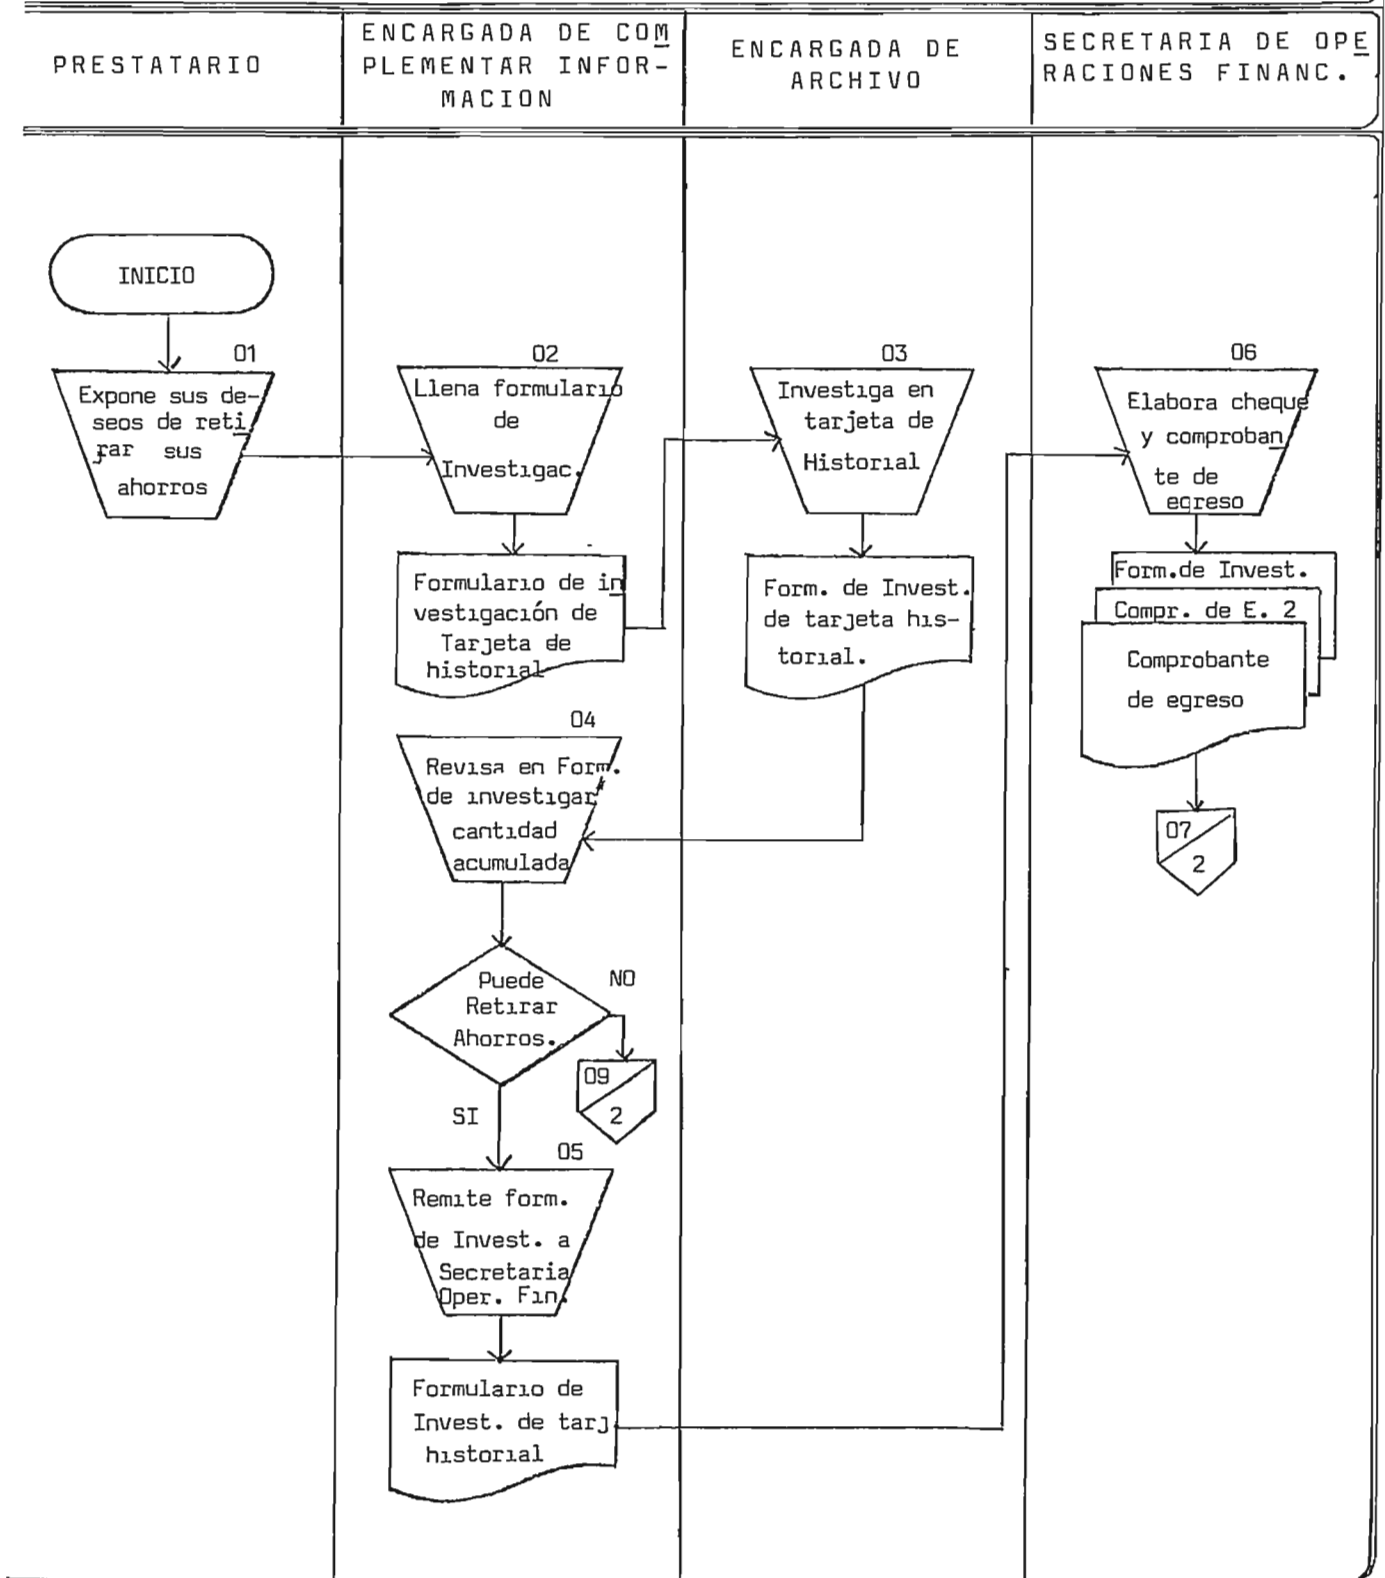 PRESTATARIO
ENCARGADA DE COM
PLEMENTAR INFOR-
MACION
ENCARGADA DE
ARCHIVO
SECRETARIA DE OPE
RACIONES FINANC.
INICIO
01
Expone sus de-
seos de reti
rar sus
ahorros
02
Llena formulario
de
Investigac.
Formulario de in
vestigación de
Tarjeta de
historial
03
Investiga en
tarjeta de
Historial
Form. de Invest.
de tarjeta his-
torial.
04
Revisa en Form.
de investigar
cantidad
acumulada
Puede
Retirar
Ahorros.
NO
09
2
SI
05
Remite form.
de Invest. a
Secretaria
Oper. Fin.
Formulario de
Invest. de tarj
historial
06
Elabora cheque
y comproban
te de
egreso
Form.de Invest.
Compr. de E. 2
Comprobante
de egreso
07
2